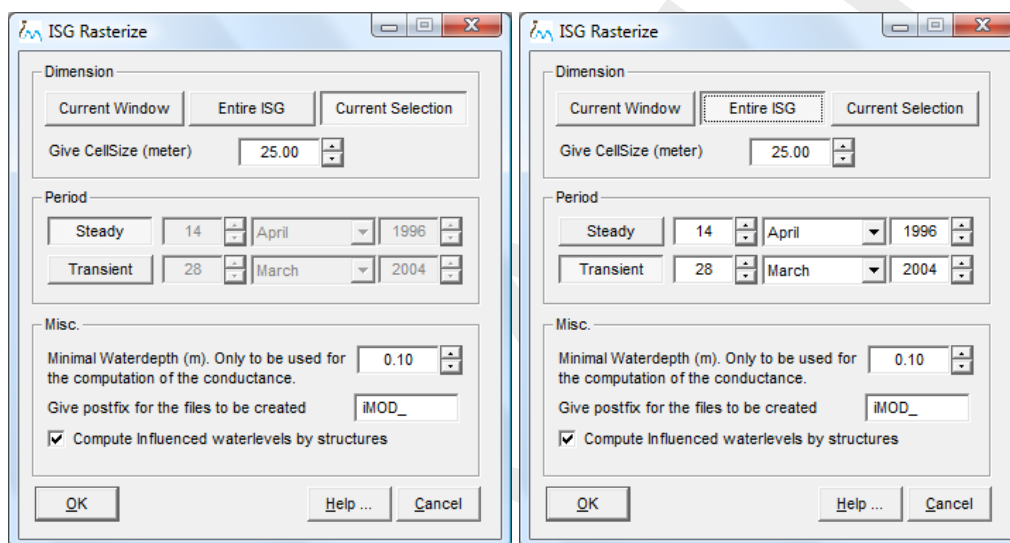 ISG Rasterize
Dimension
Current Window Entire ISG Current Selection
Give CellSize (meter) 25.00
Period
Steady 14 April 1996
Transient 28 March 2004
Misc.
Minimal Waterdepth (m). Only to be used for 0.10
the computation of the conductance.
Give postfix for the files to be created iMOD_
Compute Influenced waterlevels by structures
OK Help ... Cancel
ISG Rasterize
Dimension
Current Window Entire ISG Current Selection
Give CellSize (meter) 25.00
Period
Steady 14 April 1996
Transient 28 March 2004
Misc.
Minimal Waterdepth (m). Only to be used for 0.10
the computation of the conductance.
Give postfix for the files to be created iMOD_
Compute Influenced waterlevels by structures
OK Help ... Cancel